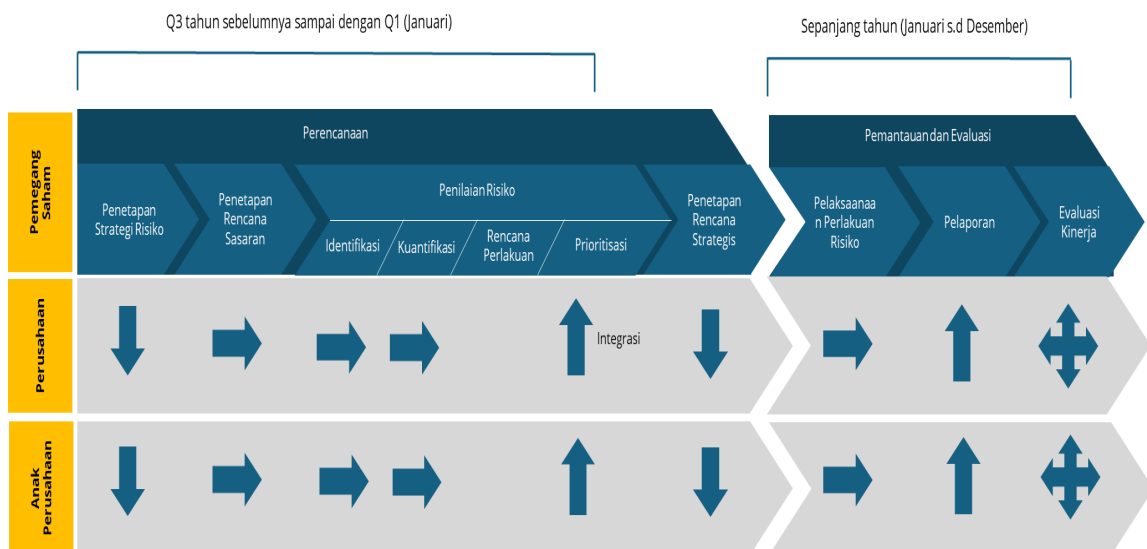 Q3 tahun sebelumnya sampai dengan Q1 (Januari)
Sepanjang tahun (Januari s.d Desember)
Pemegang
Saham
Perencanaan
Pemantauan dan Evaluasi
Penetapan
Strategi Risiko
Penetapan
Rencana
Sasaran
Penilaian Risiko
Identifikasi
Kuantifikasi
Rencana
Perlakuan
Prioritisasi
Penetapan
Rencana
Strategis
Pelaksanaa
n Perlakuan
Risiko
Pelaporan
Evaluasi
Kinerja
Perusahaan
Integrasi
Anak
Perusahaan